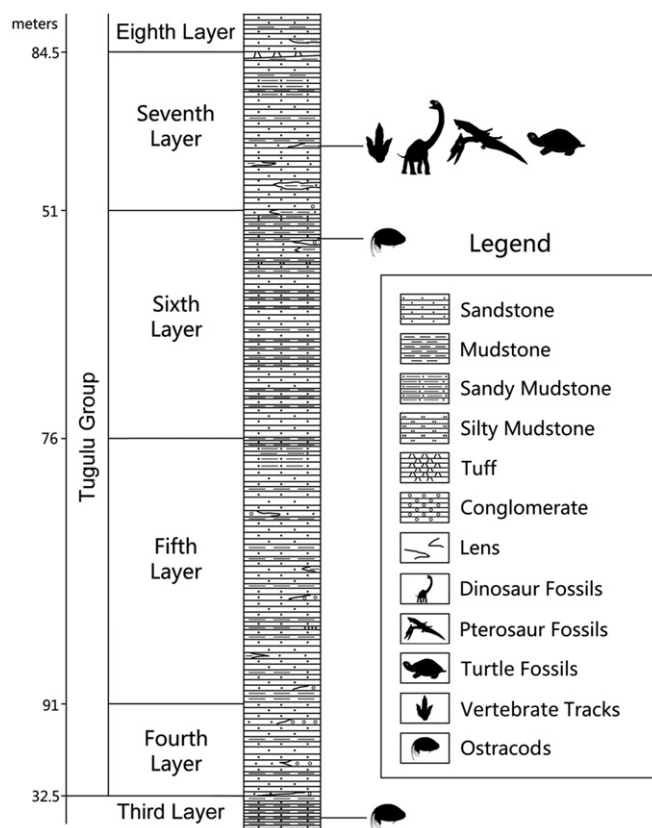 meters
Eighth Layer
84.5
Seventh
Layer
51
Legend
Sandstone
Mudstone
Sandy Mudstone
Silty Mudstone
Tuff
Conglomerate
Lens
Dinosaur Fossils
Pterosaur Fossils
Turtle Fossils
Vertebrate Tracks
Ostracods
Sixth
Layer
Tugulu Group
76
Fifth
Layer
91
Fourth
Layer
32.5
Third Layer